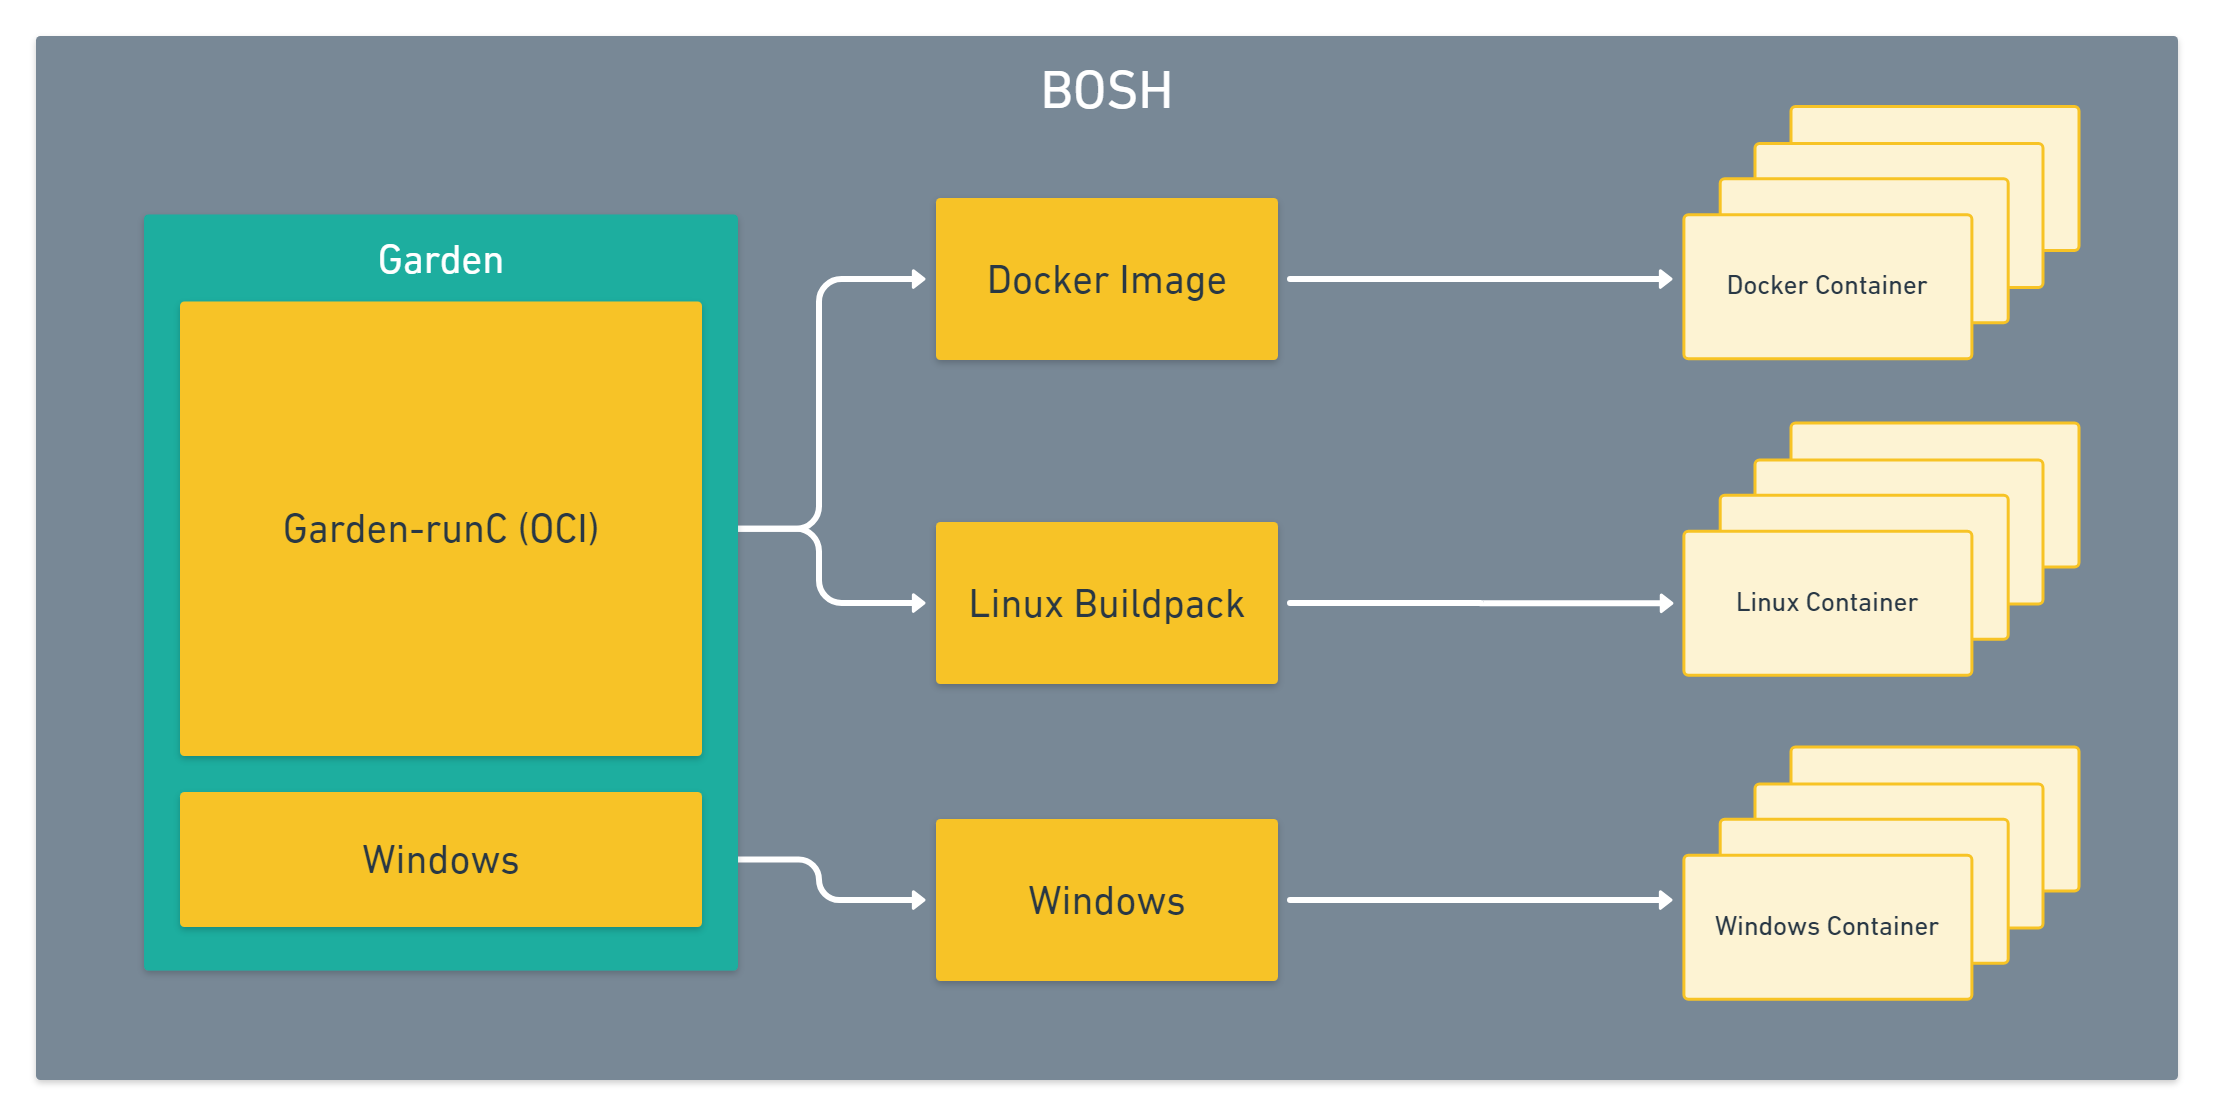 BOSH
Garden
Garden-runC (OCI)
Windows
Docker Image
Linux Buildpack
Windows
Docker Container
Linux Container
Windows Container